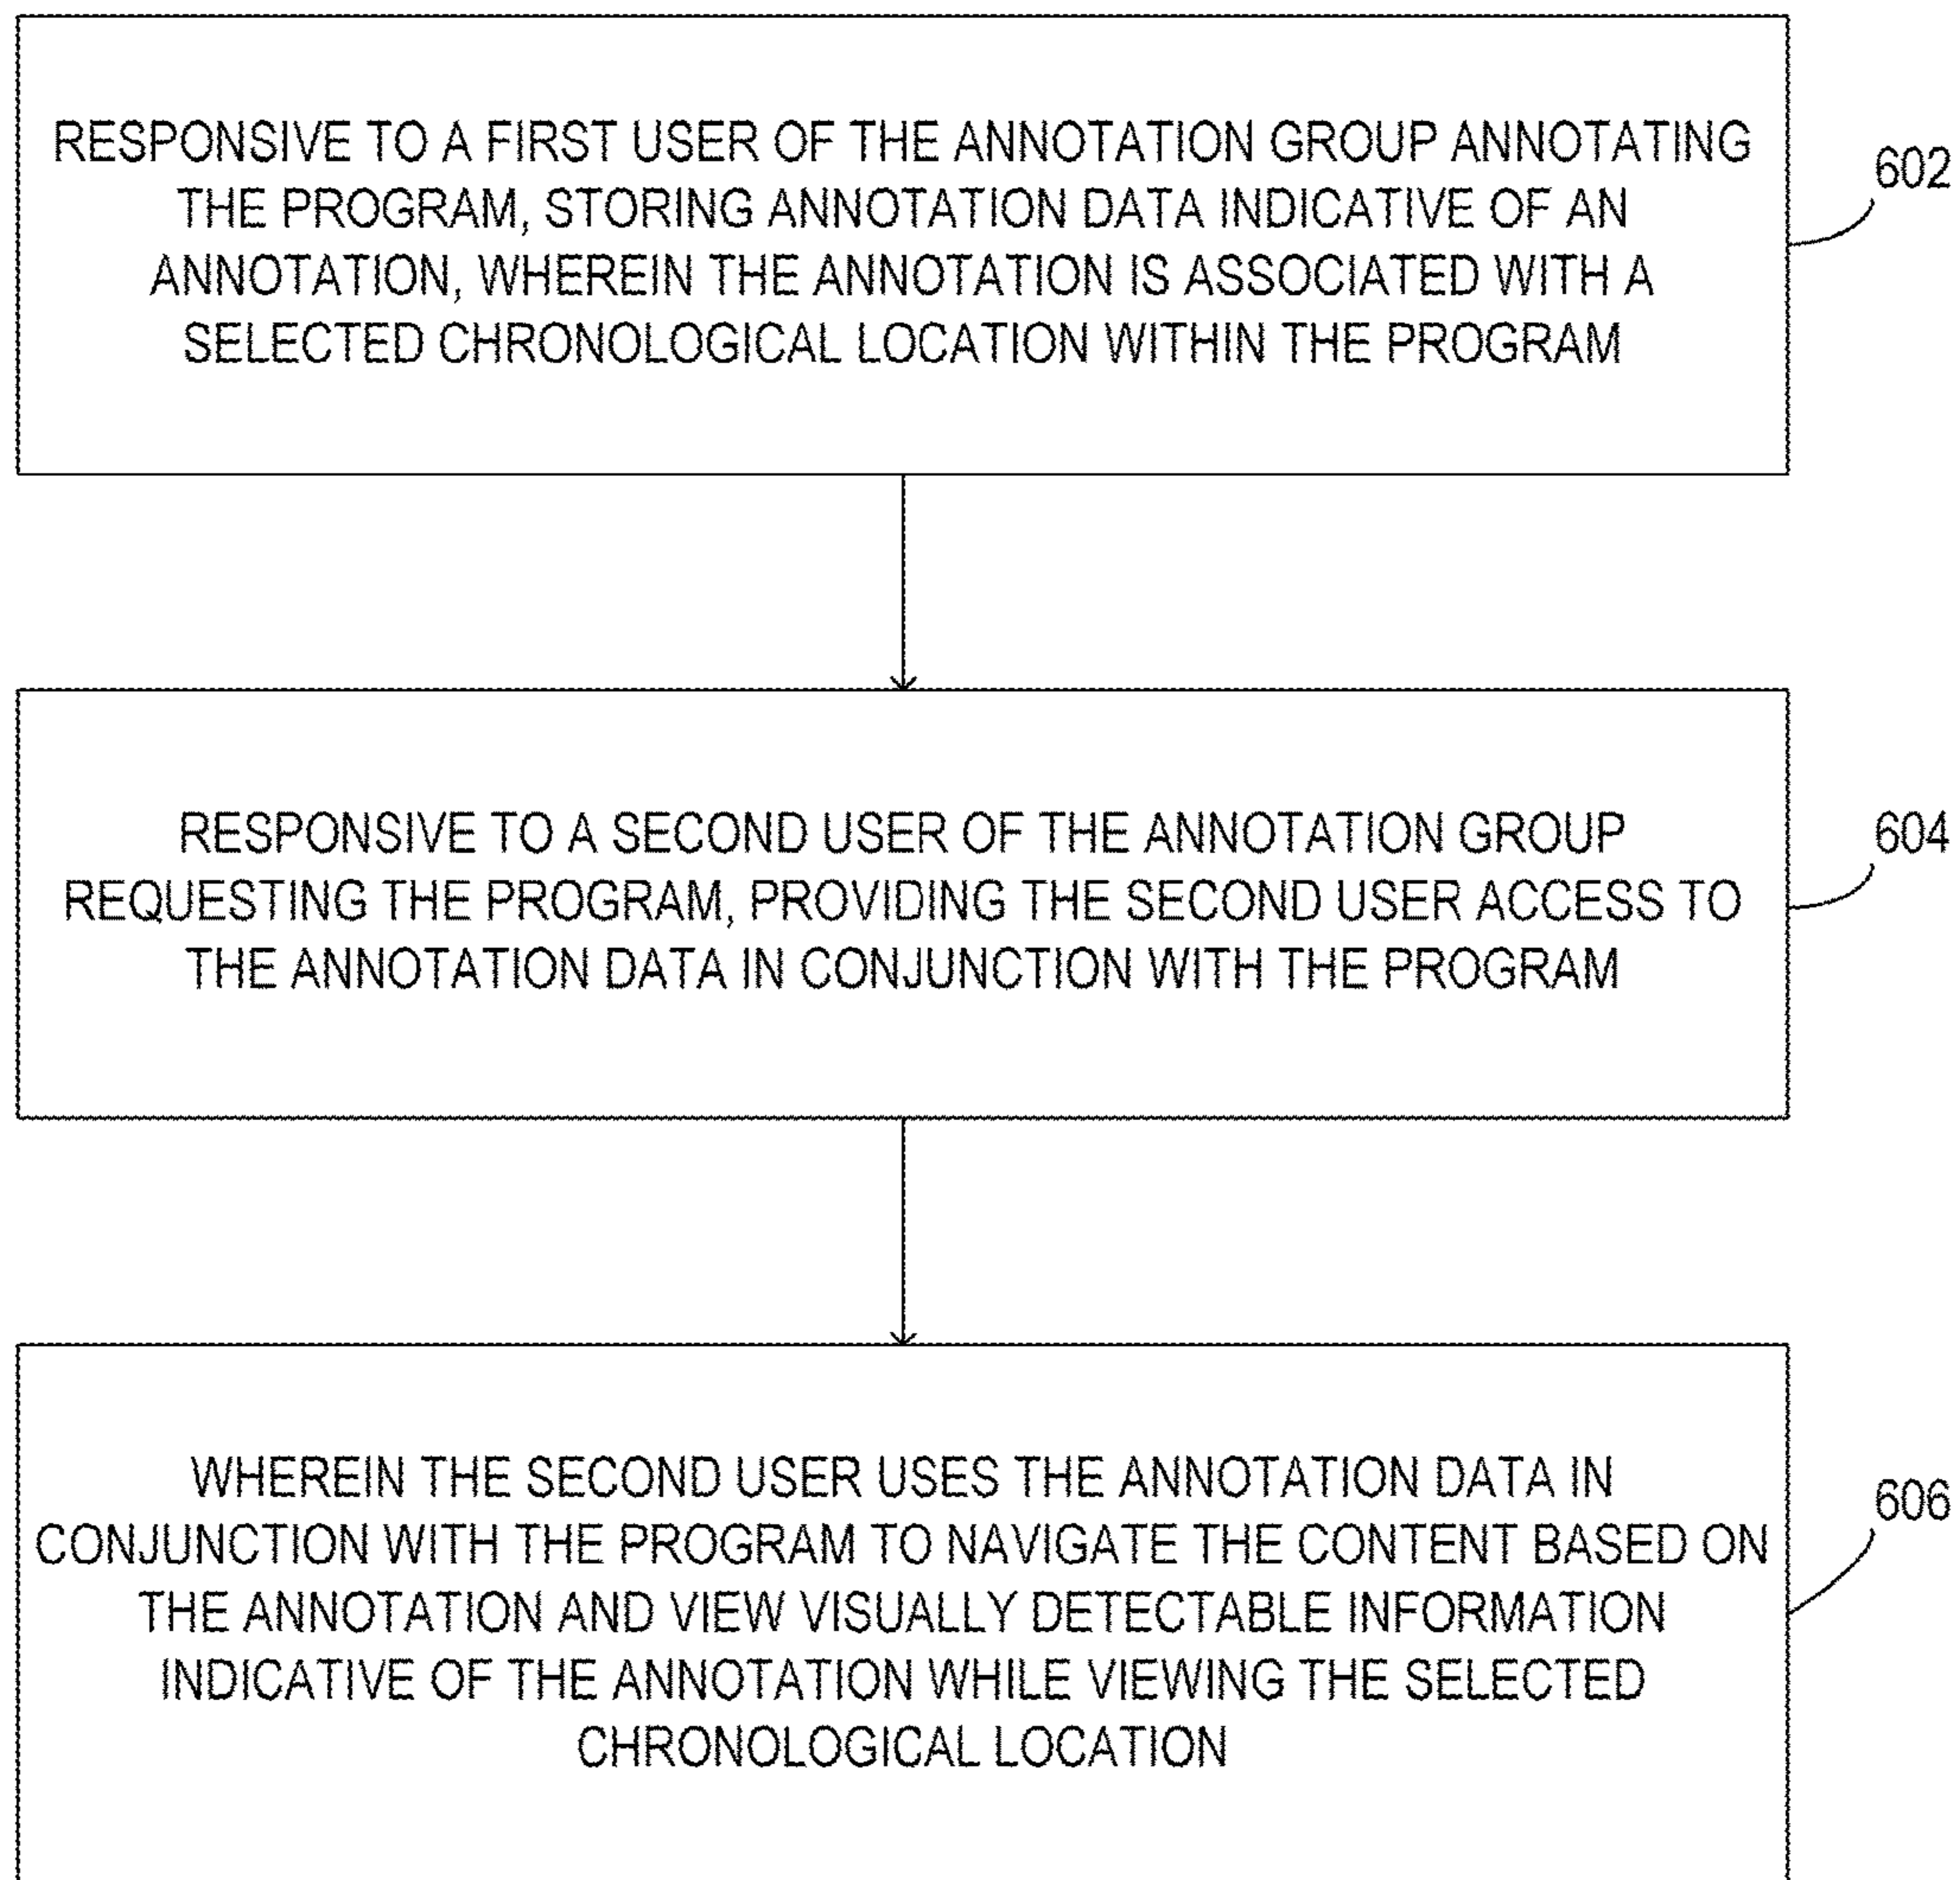 RESPONSIVE TO A FIRST USER OF THE ANNOTATION GROUP ANNOTATING
THE PROGRAM, STORING ANNOTATION DATA INDICATIVE OF AN
ANNOTATION, WHEREIN THE ANNOTATION IS ASSOCIATED WITH A
SELECTED CHRONOLOGICAL LOCATION WITHIN THE PROGRAM
602
RESPONSIVE TO A SECOND USER OF THE ANNOTATION GROUP
REQUESTING THE PROGRAM, PROVIDING THE SECOND USER ACCESS TO
THE ANNOTATION DATA IN CONJUNCTION WITH THE PROGRAM
604
WHEREIN THE SECOND USER USES THE ANNOTATION DATA IN
CONJUNCTION WITH THE PROGRAM TO NAVIGATE THE CONTENT BASED ON
THE ANNOTATION AND VIEW VISUALLY DETECTABLE INFORMATION
INDICATIVE OF THE ANNOTATION WHILE VIEWING THE SELECTED
CHRONOLOGICAL LOCATION
606